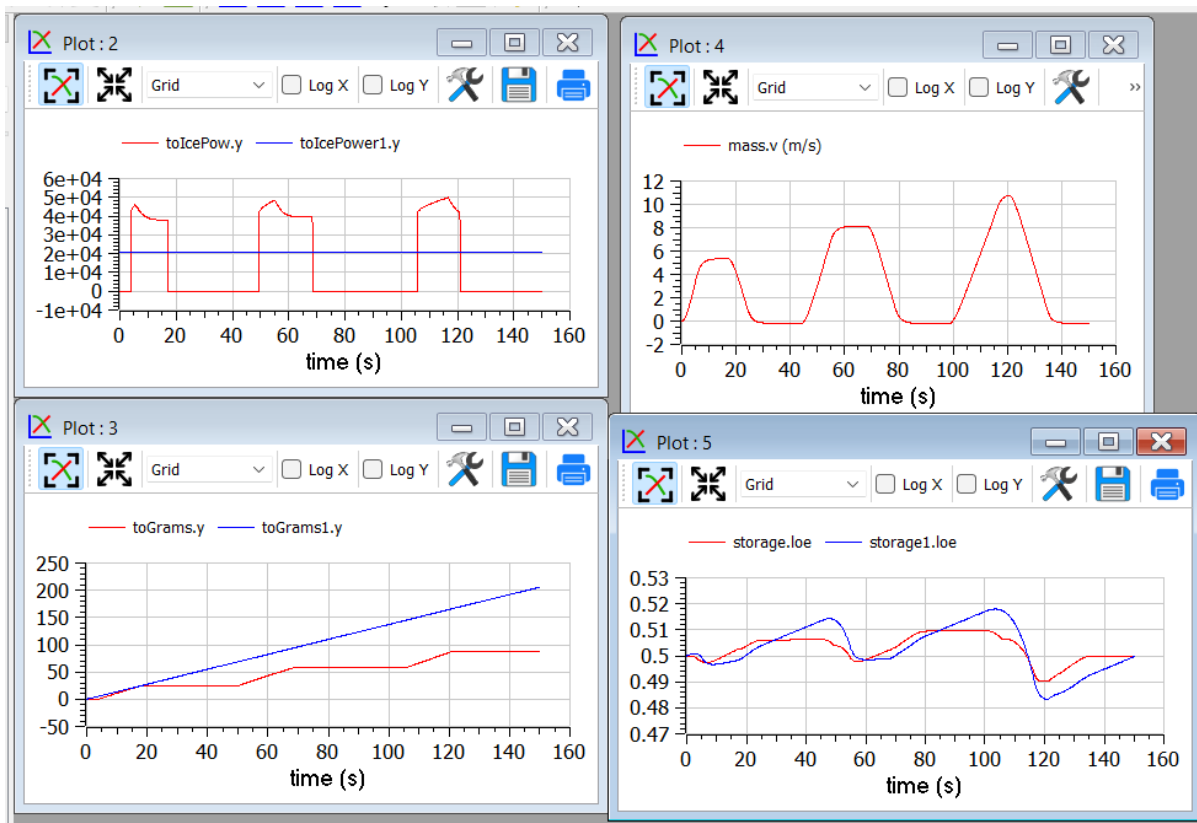 Plot : 2
Grid Log X Log Y
toIcePow.y toIcePower1.y
6e+04
5e+04
4e+04
3e+04
2e+04
1e+04
0
-1e+04
0 20 40 60 80 100 120 140 160
time (s)
Plot : 4
Grid Log X Log Y »
mass.v (m/s)
12
10
8
6
4
2
0
-2
0 20 40 60 80 100 120 140 160
time (s)
Plot : 3
Grid Log X Log Y
toGrams.y toGrams1.y
250
200
150
100
50
0
-50
0 20 40 60 80 100 120 140 160
time (s)
Plot : 5
Grid Log X Log Y
storage.loe storage1.loe
0.53
0.52
0.51
0.5
0.49
0.48
0.47
0 20 40 60 80 100 120 140 160
time (s)